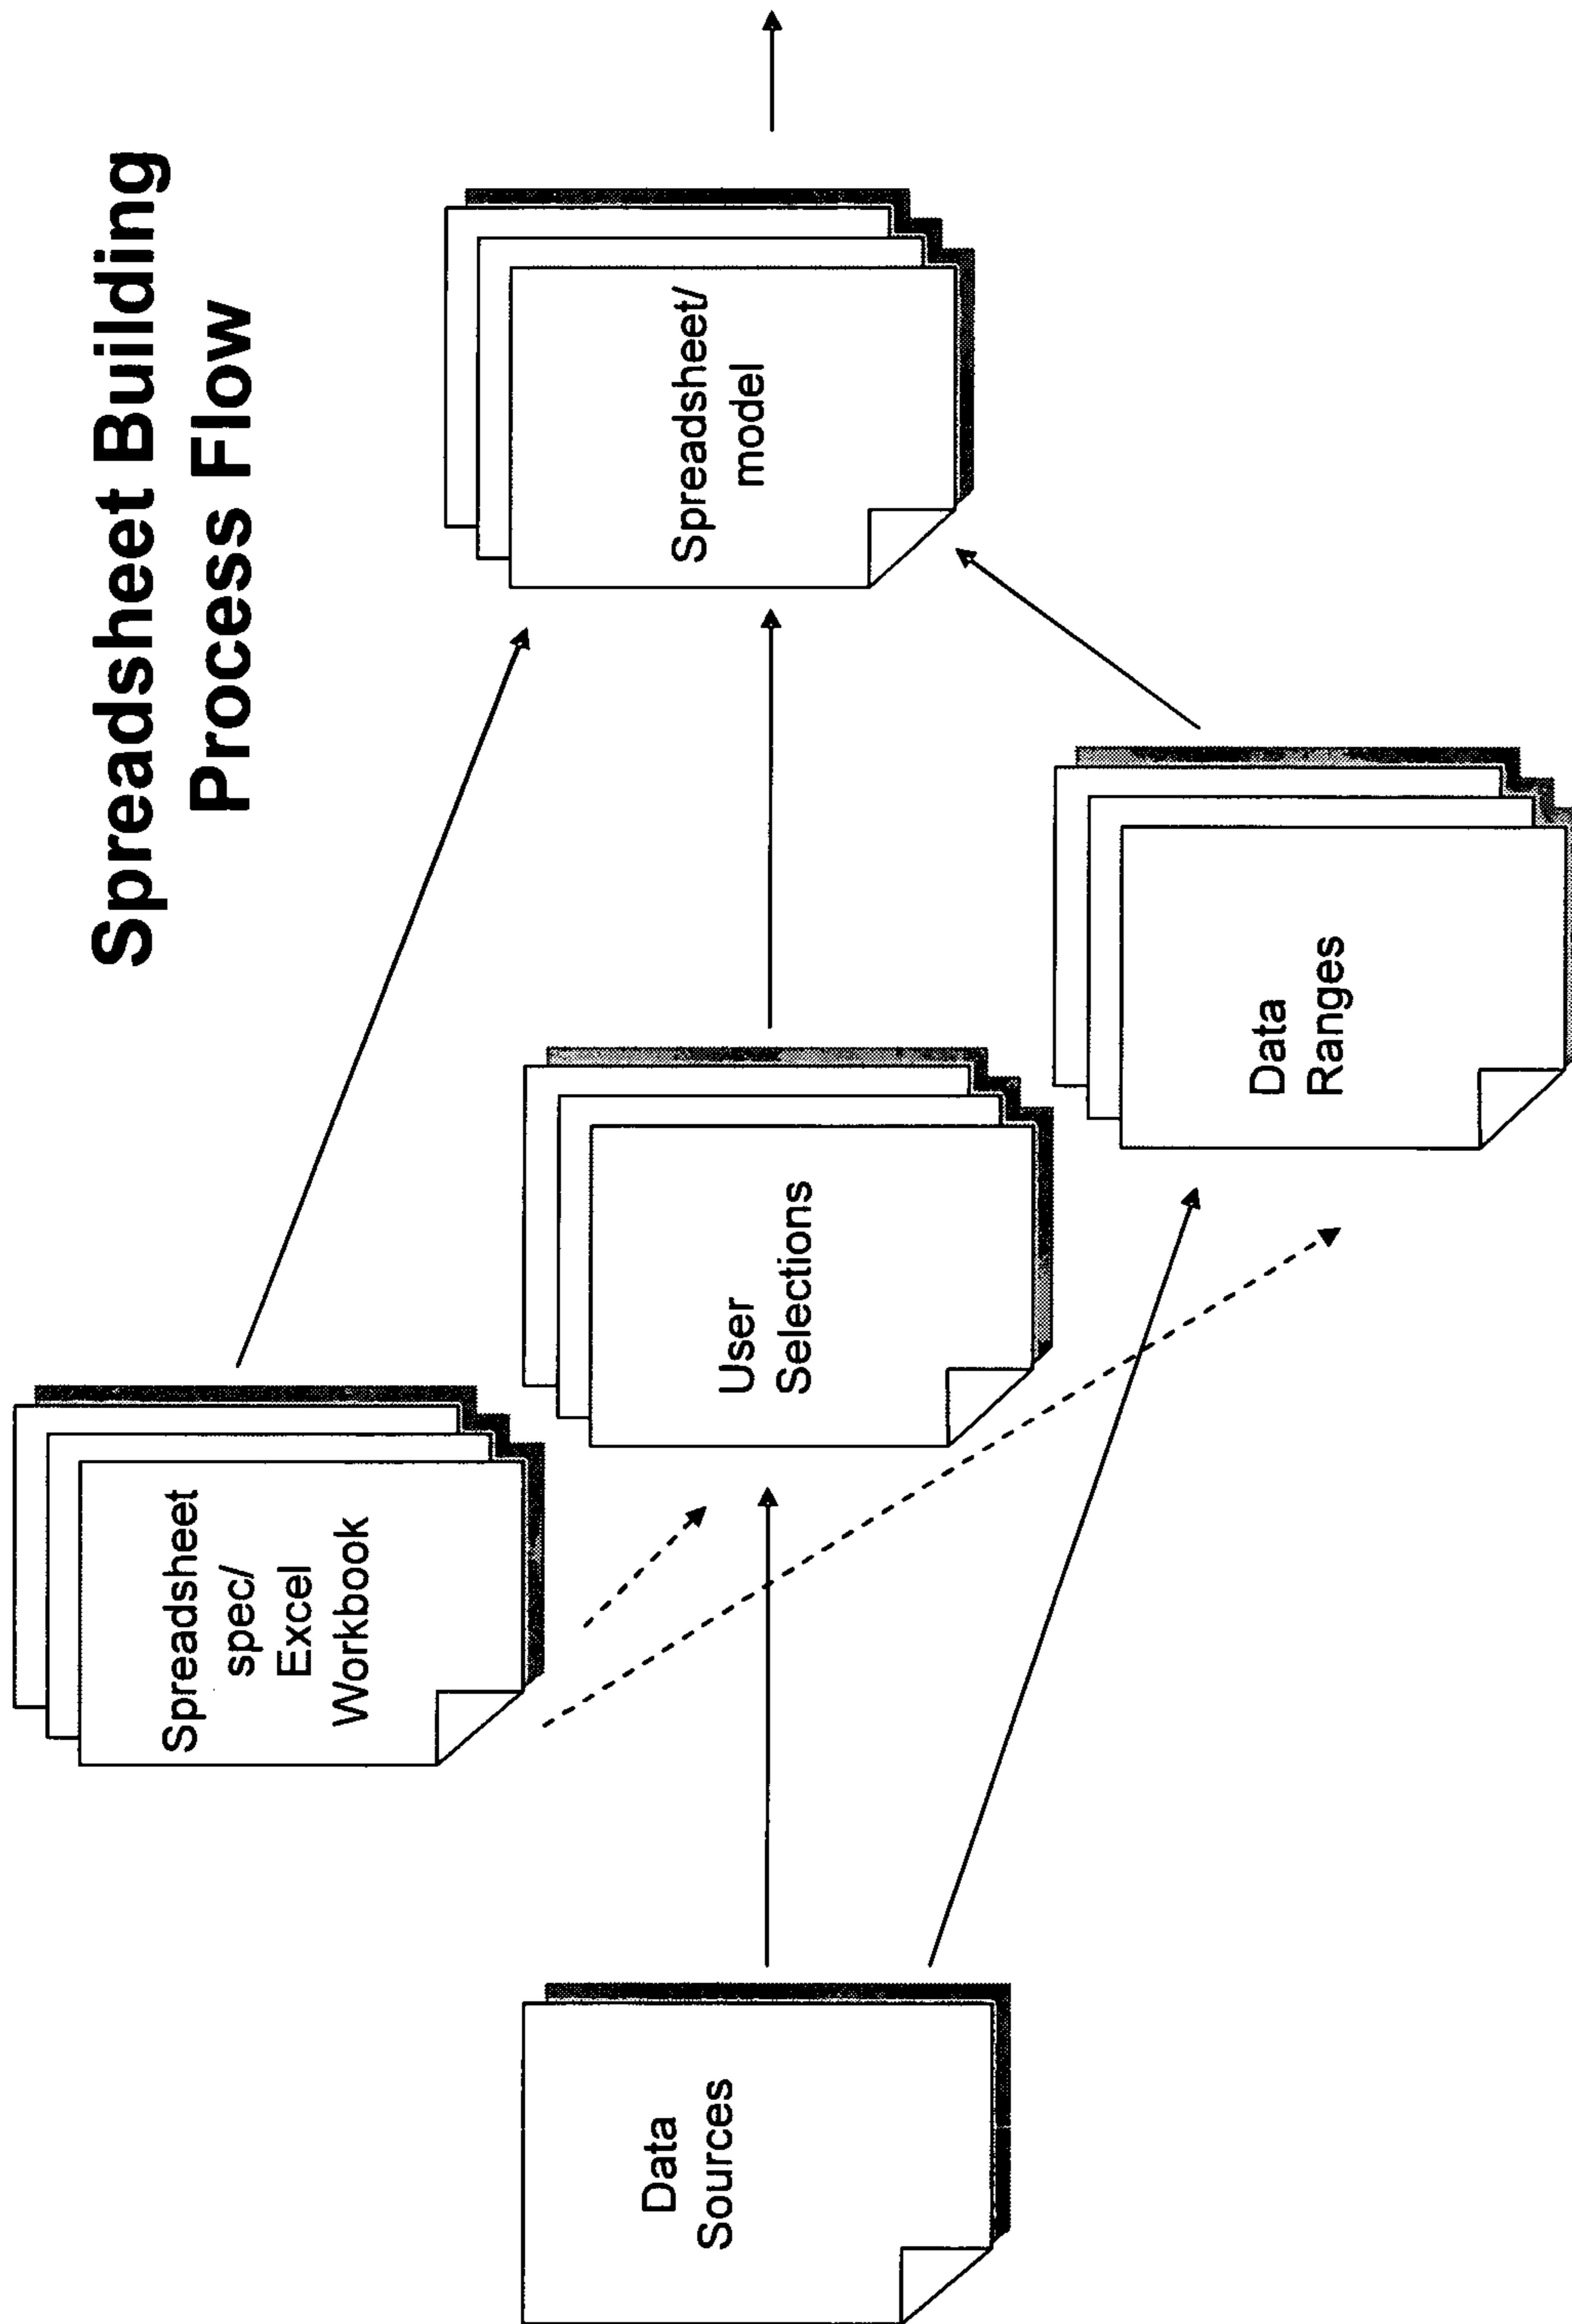 Spreadsheet Building
Process Flow
Spreadsheet
spec/
Excel
Workbook
Spreadsheet/
model
User
Selections
Data
Sources
Data
Ranges